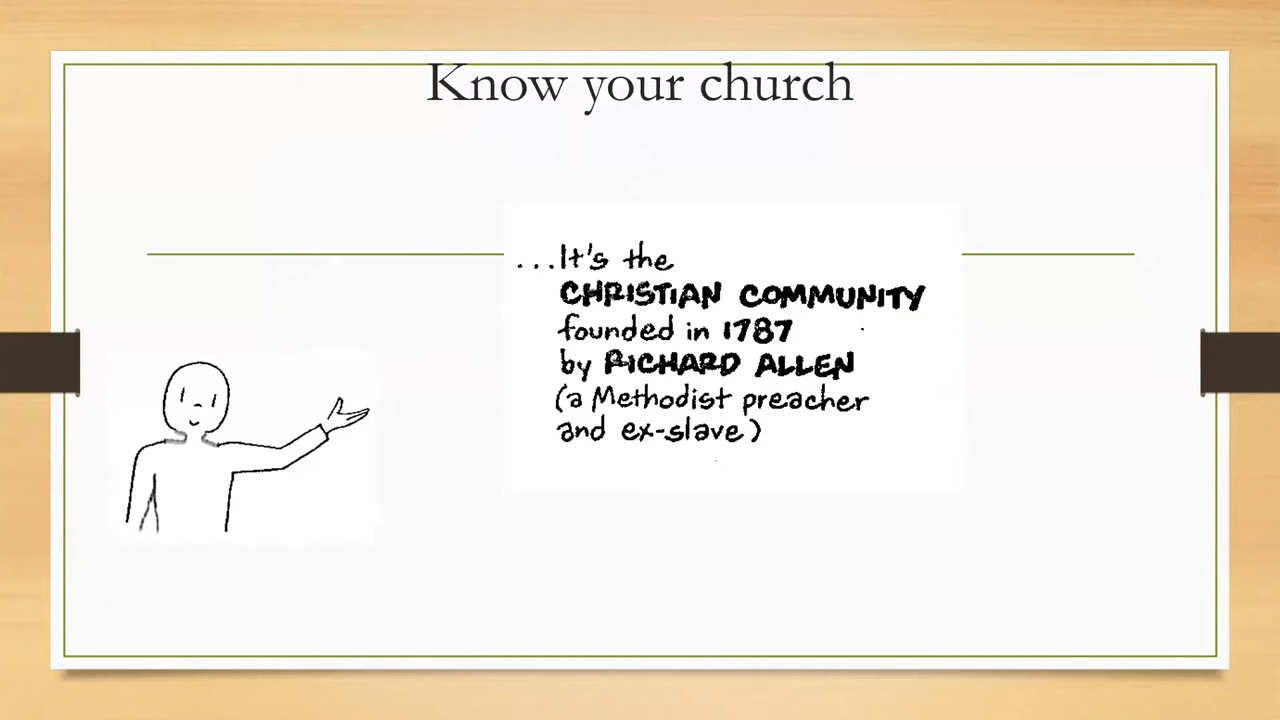 Know your church
...It's the
CHRISTIAN COMMUNITY
founded in 1787
by RICHARD ALLEN
(a Methodist preacher
and ex-slave)